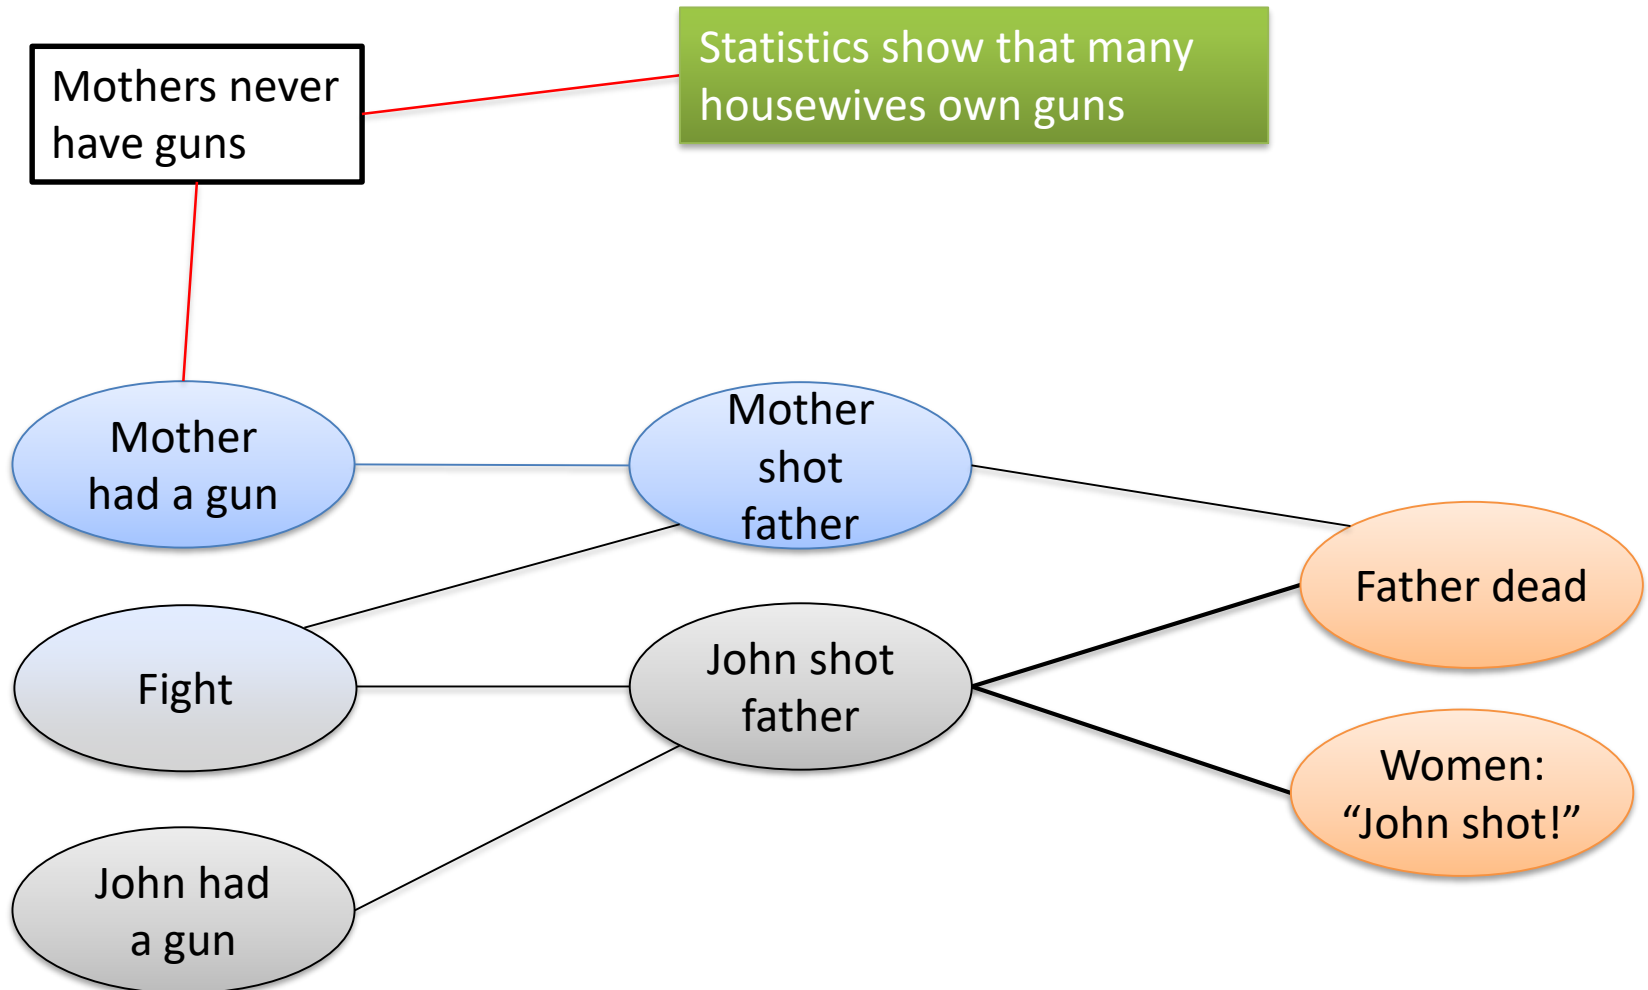 Mothers never
have guns
Statistics show that many
housewives own guns
Mother
had a gun
Mother
shot
father
Father dead
Fight
John shot
father
Women:
“John shot!”
John had
a gun